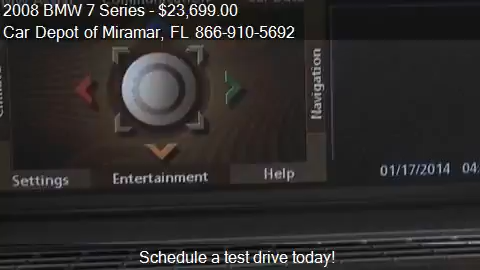 2008 BMW 7 Series - $23,699.00
Car Depot of Miramar, FL 866-910-5692
Navigation
Settings
Entertainment
Help
01/17/2014 04
Schedule a test drive today!